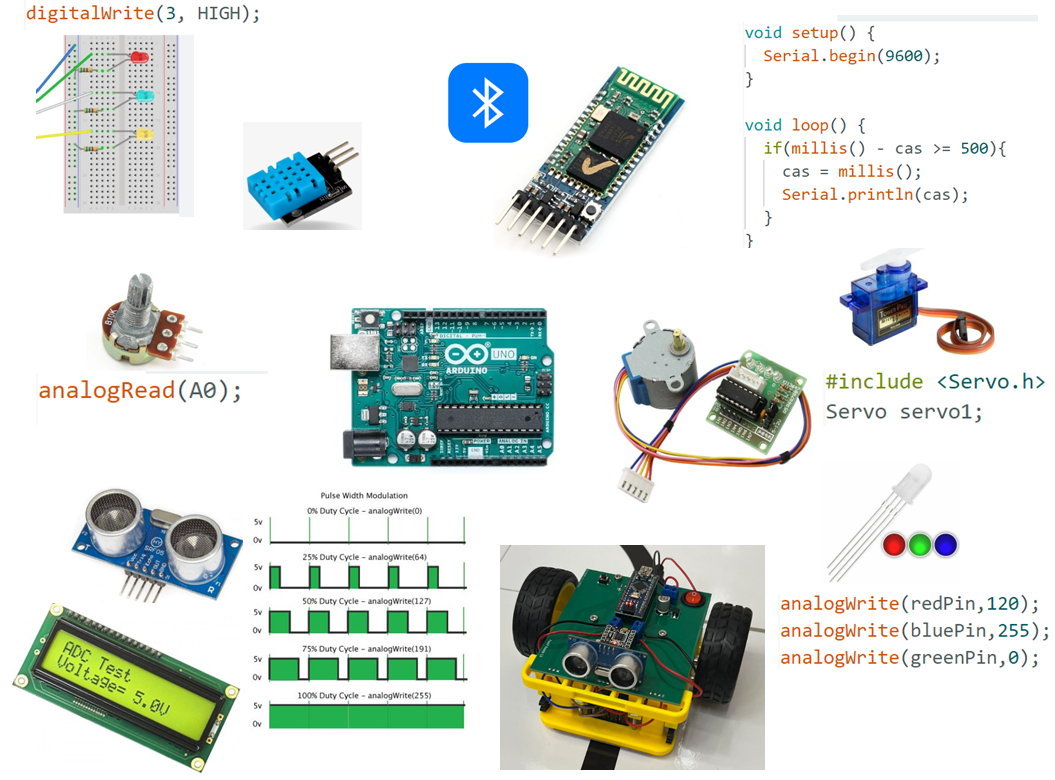 digitalWrite(3, HIGH);
void setup() {
Serial.begin(9600);
}
void loop() {
if(millis() - cas >= 500){
cas = millis();
Serial.println(cas);
}
}
B10K
analogRead(A0);
UNO
ARDUINO
#include <Servo.h>
Servo servo1;
SRF05
T
R
Pulse Width Modulation
0% Duty Cycle - analogWrite(0)
5v
0v
25% Duty Cycle - analogWrite(64)
5v
0v
50% Duty Cycle - analogWrite(127)
5v
0v
75% Duty Cycle - analogWrite(191)
5v
0v
100% Duty Cycle - analogWrite(255)
5v
0v
ADC Test
Voltage= 5.0V
analogWrite(redPin,120);
analogWrite(bluePin,255);
analogWrite(greenPin,0);